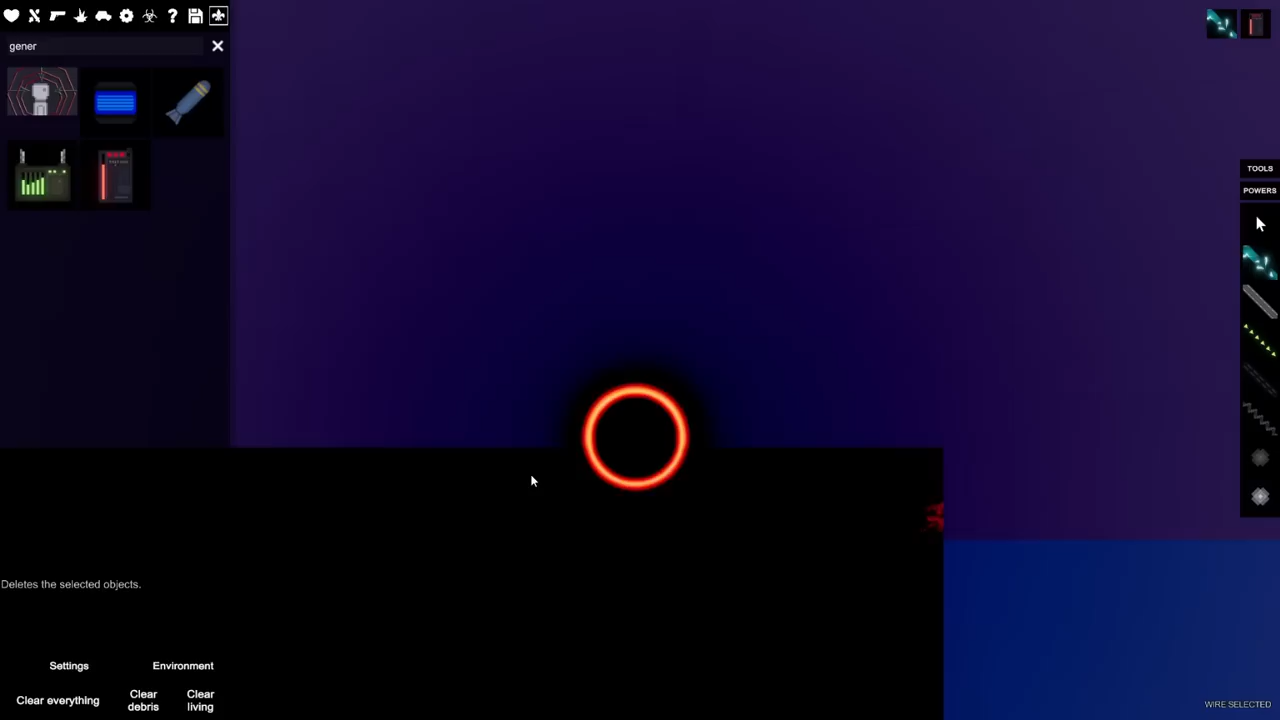 gener
TOOLS
POWERS
Deletes the selected objects.
Settings
Environment
Clear everything
Clear
debris
Clear
living
WIRE SELECTED